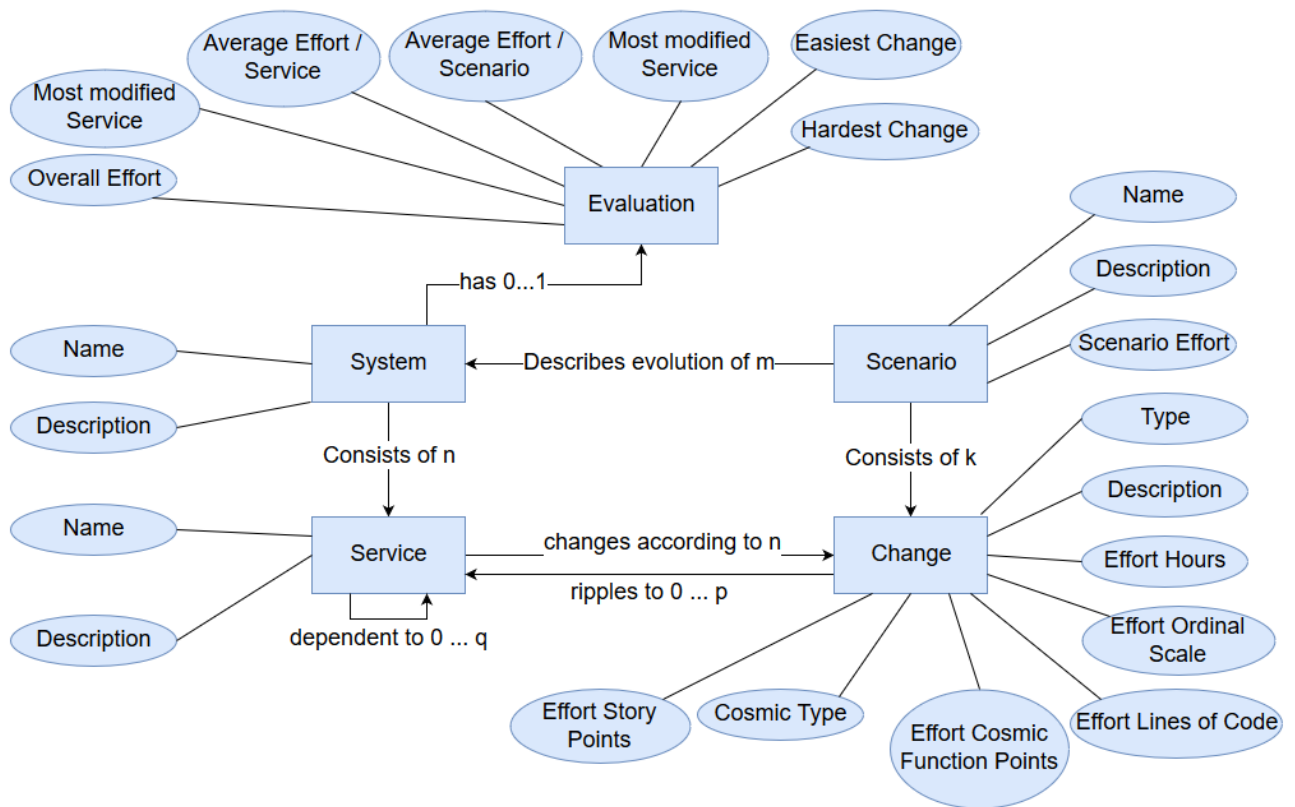 Average Effort /
Service
Average Effort /
Scenario
Most modified
Service
Easiest Change
Most modified
Service
Hardest Change
Overall Effort
Evaluation
Name
has 0...1
Description
Name
System
Describes evolution of m
Scenario
Scenario Effort
Description
Type
Consists of n
Consists of k
Description
Name
Service
changes according to n
Change
Effort Hours
ripples to 0 ... p
Description
dependent to 0 ... q
Effort Ordinal
Scale
Effort Story
Points
Cosmic Type
Effort Cosmic
Function Points
Effort Lines of Code